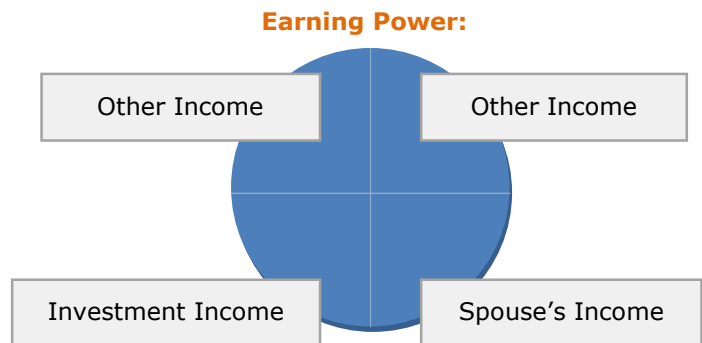 Earning Power:
Other Income
Other Income
Investment Income
Spouse’s Income